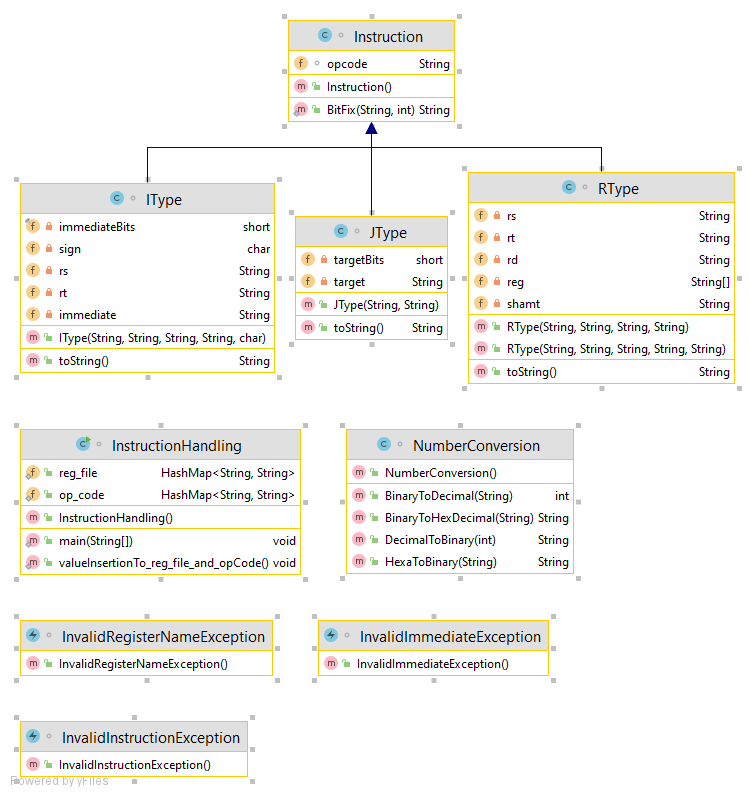 Instruction
opcode String
Instruction()
BitFix(String, int) String
IType
immediateBits short
sign char
rs String
rt String
immediate String
IType(String, String, String, String, char)
toString() String
JType
targetBits short
target String
JType(String, String)
toString() String
RType
rs String
rt String
rd String
reg String[]
shamt String
RType(String, String, String, String)
RType(String, String, String, String, String)
toString() String
InstructionHandling
reg_file HashMap<String, String>
op_code HashMap<String, String>
InstructionHandling()
main(String[]) void
valueInsertionTo_reg_file_and_opCode() void
NumberConversion
NumberConversion()
BinaryToDecimal(String) int
BinaryToHexDecimal(String) String
DecimalToBinary(int) String
HexaToBinary(String) String
InvalidRegisterNameException
InvalidRegisterNameException()
InvalidImmediateException
InvalidImmediateException()
InvalidInstructionException
InvalidInstructionException()
Powered by yFiles